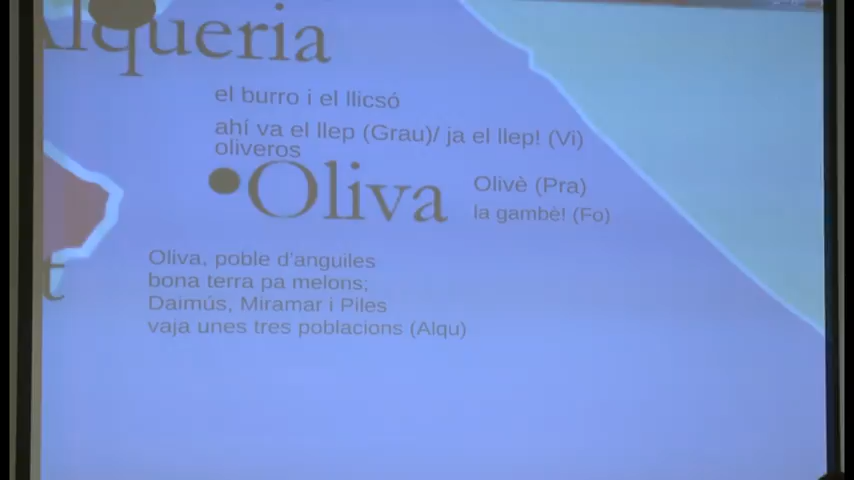 Alqueria
el burro i el llicsó
ahí va el llep (Grau)/ ja el llep! (Vi)
oliveros
Oliva
Olivè (Pra)
la gambè! (Fo)
Oliva, poble d'anguiles
bona terra pa melons;
Daimús, Miramar i Piles
vaja unes tres poblacions (Alqu)
t